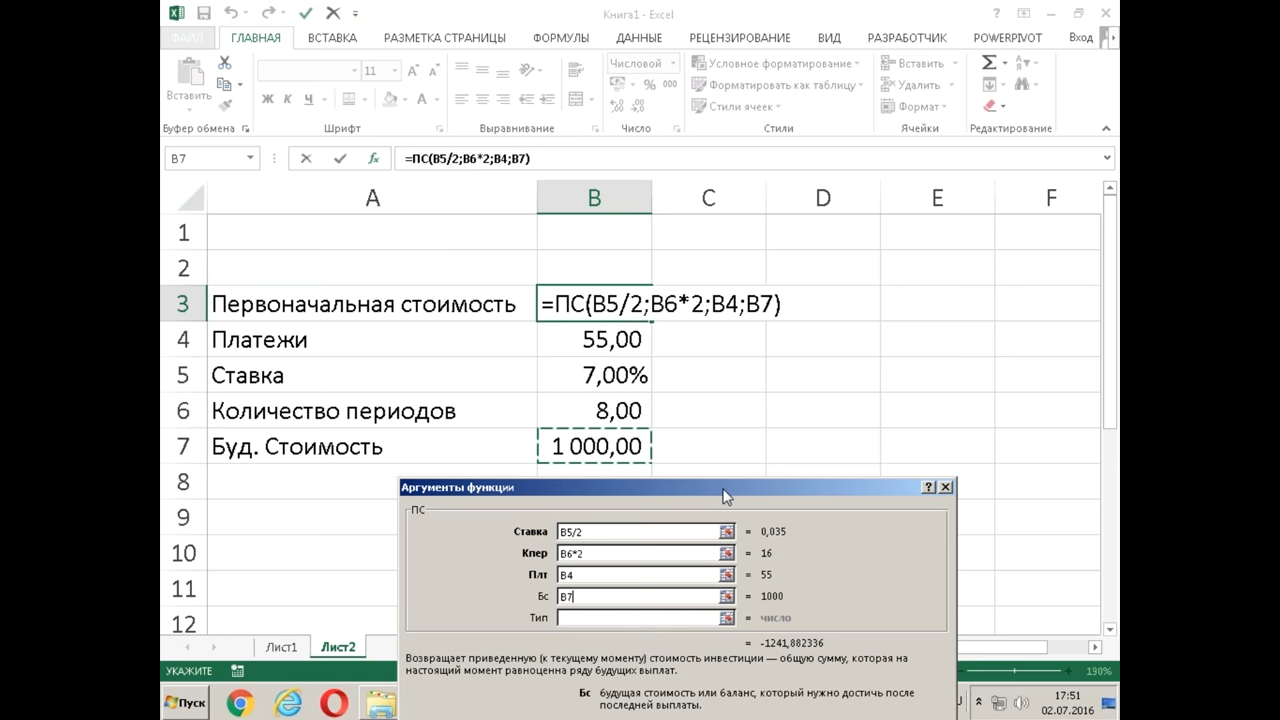 Книга1 - Excel
ФАЙЛ ГЛАВНАЯ ВСТАВКА РАЗМЕТКА СТРАНИЦЫ ФОРМУЛЫ ДАННЫЕ РЕЦЕНЗИРОВАНИЕ ВИД РАЗРАБОТЧИК POWERPIVOT Вход
Вставить
11
Ж К Ч
Числовой
% 000
Условное форматирование
Форматировать как таблицу
Стили ячеек
Вставить
Удалить
Формат
Буфер обмена Шрифт Выравнивание Число Стили Ячейки Редактирование
B7 fx =ПС(B5/2;B6*2;B4;B7)
A B C D E F
1
2
3 Первоначальная стоимость =ПС(B5/2;B6*2;B4;B7)
4 Платежи 55,00
5 Ставка 7,00%
6 Количество периодов 8,00
7 Буд. Стоимость 1 000,00
8
9
10
11
12
Аргументы функции
ПС
Ставка B5/2 = 0,035
Кпер B6*2 = 16
Плт B4 = 55
Бс B7 = 1000
Тип = число
= -1241,882336
Возвращает приведенную (к текущему моменту) стоимость инвестиции — общую сумму, которая на
настоящий момент равноценна ряду будущих выплат.
Бс будущая стоимость или баланс, который нужно достичь после
последней выплаты.
Лист1 Лист2
УКАЖИТЕ 190%
Пуск 17:51
02.07.2016